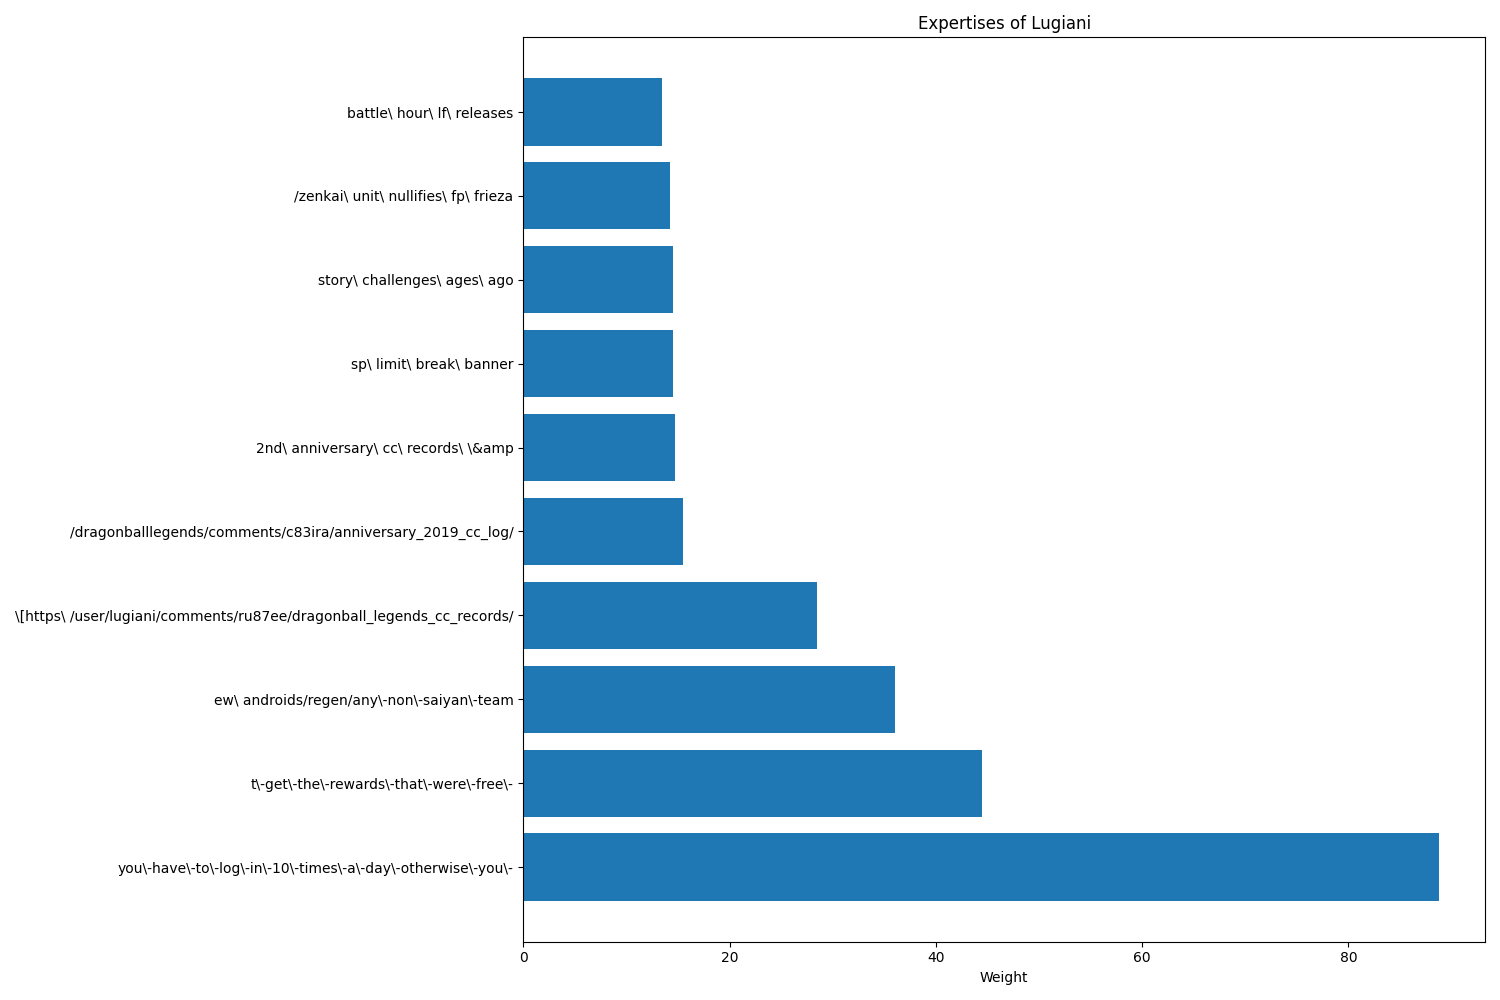 Expertises of Lugiani
battle\ hour\ lf\ releases
/zenkai\ unit\ nullifies\ fp\ frieza
story\ challenges\ ages\ ago
sp\ limit\ break\ banner
2nd\ anniversary\ cc\ records\ \&amp
/dragonballlegends/comments/c83ira/anniversary_2019_cc_log/
\[https\ /user/lugiani/comments/ru87ee/dragonball_legends_cc_records/
ew\ androids/regen/any\-non\-saiyan\-team
t\-get\-the\-rewards\-that\-were\-free\-
you\-have\-to\-log\-in\-10\-times\-a\-day\-otherwise\-you\-
0 20 40 60 80
Weight